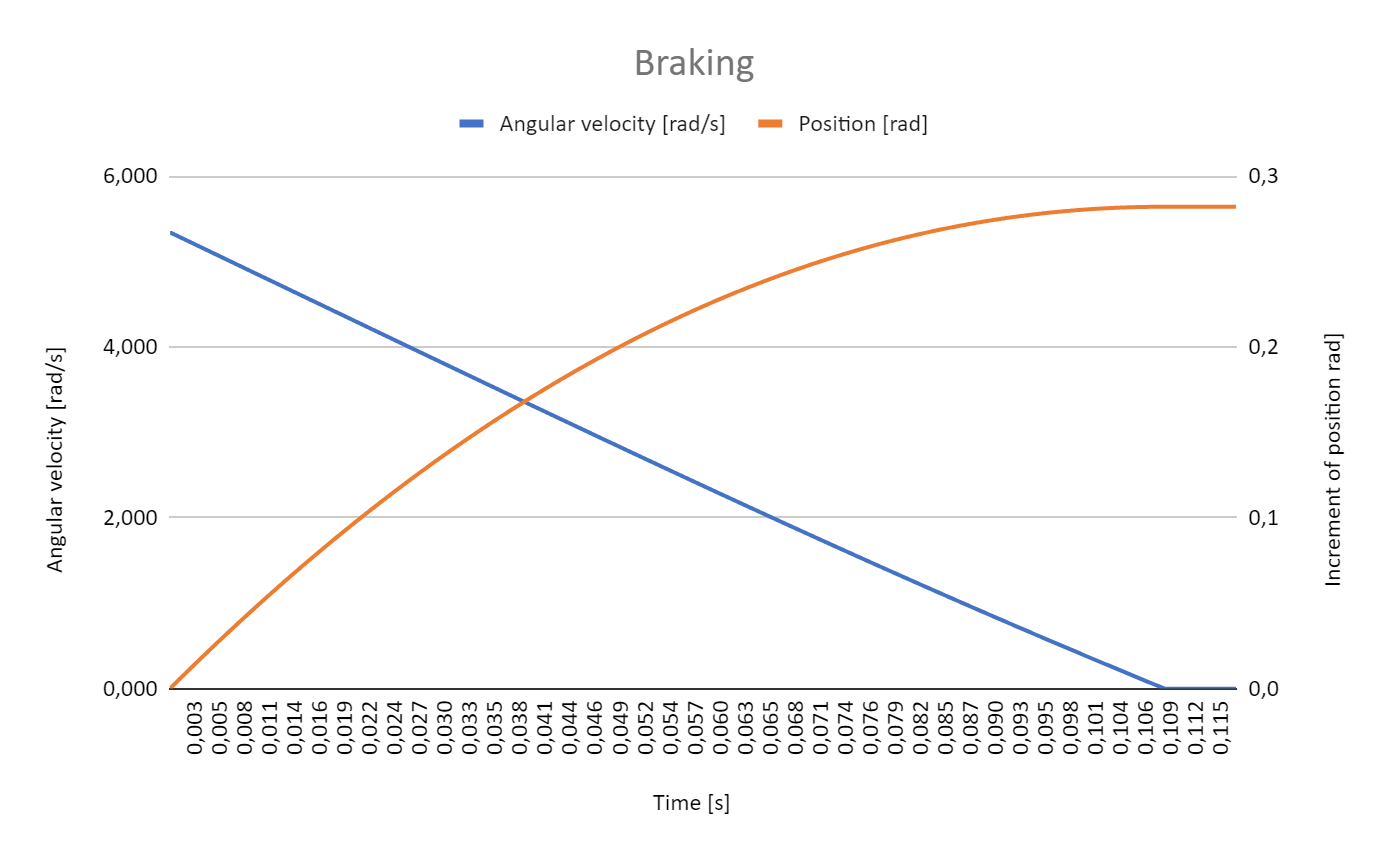 Braking
Angular velocity [rad/s] Position [rad]
6,000
4,000
2,000
0,000
0,3
0,2
0,1
0,0
Angular velocity [rad/s]
Increment of position rad]
0,003 0,005 0,008 0,011 0,014 0,016 0,019 0,022 0,024 0,027 0,030 0,033 0,035 0,038 0,041 0,044 0,046 0,049 0,052 0,054 0,057 0,060 0,063 0,065 0,068 0,071 0,074 0,076 0,079 0,082 0,085 0,087 0,090 0,093 0,095 0,098 0,101 0,104 0,106 0,109 0,112 0,115
Time [s]